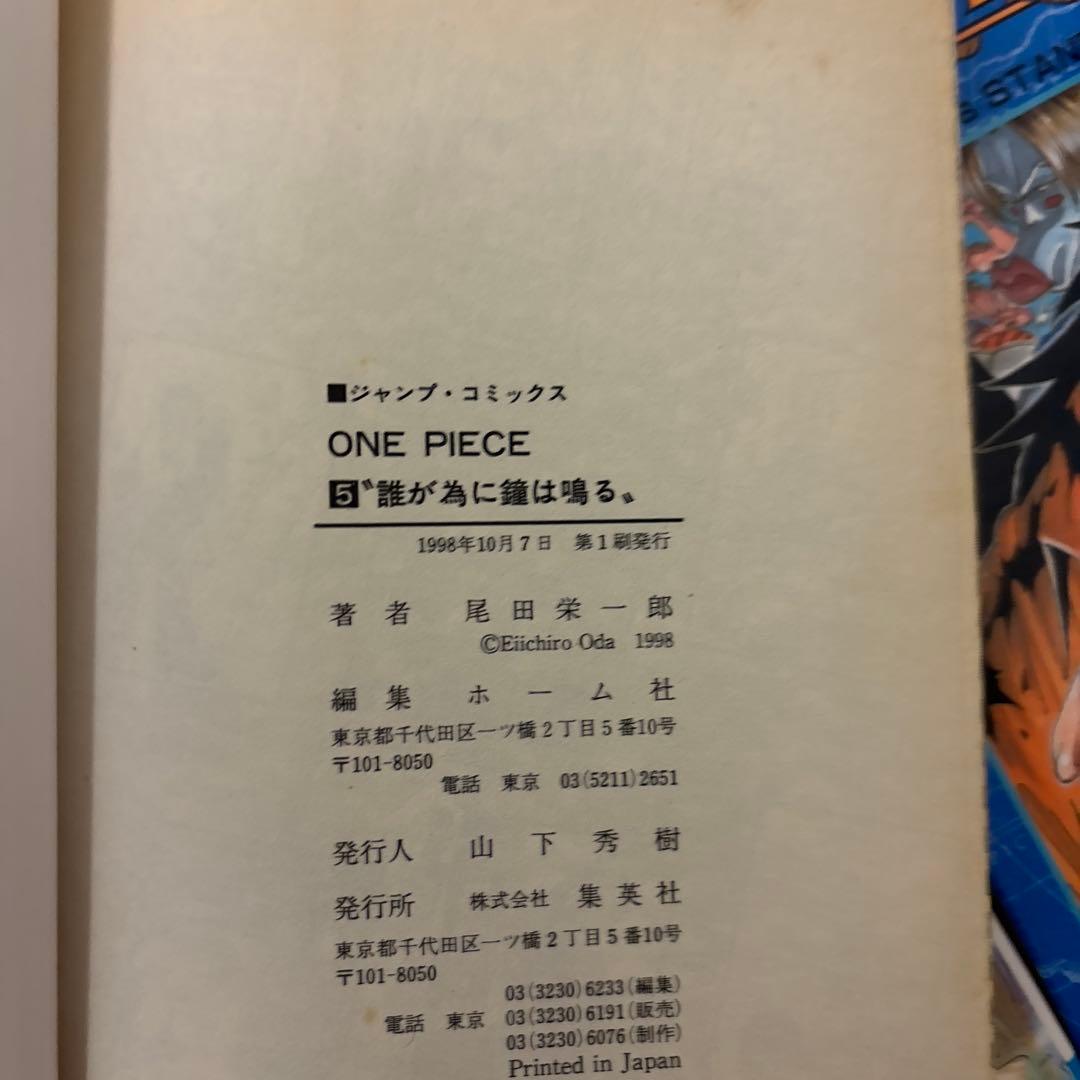 ■ジャンプ・コミックス
ONE PIECE
5〝誰が為に鐘は鳴る〟
1998年10月7日 第1刷発行
著者 尾田栄一郎
©Eiichiro Oda 1998
編集 ホーム社
東京都千代田区一ツ橋2丁目5番10号
〒101-8050
電話 東京 03(5211)2651
発行人 山下秀樹
発行所 株式会社 集英社
東京都千代田区一ツ橋2丁目5番10号
〒101-8050
03(3230)6233(編集)
電話 東京 03(3230)6191(販売)
03(3230)6076(制作)
Printed in Japan